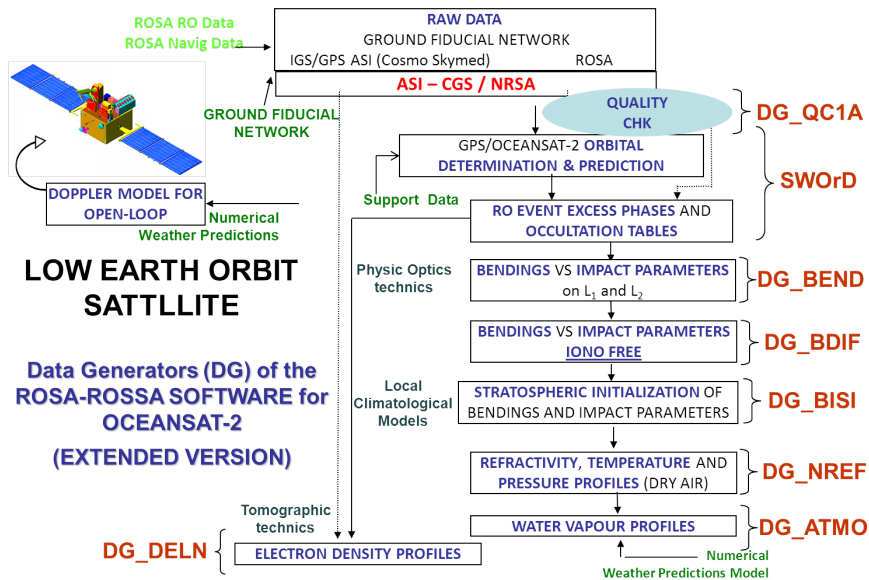 ROSA RO Data
ROSA Navig Data
RAW DATA
GROUND FIDUCIAL NETWORK
IGS/GPS ASI (Cosmo Skymed) ROSA
ASI – CGS / NRSA
GROUND FIDUCIAL
NETWORK
QUALITY
CHK
DG_QC1A
GPS/OCEANSAT-2 ORBITAL
DETERMINATION & PREDICTION
SWOrD
Support Data
DOPPLER MODEL FOR
OPEN-LOOP
Numerical
Weather Predictions
RO EVENT EXCESS PHASES AND
OCCULTATION TABLES
LOW EARTH ORBIT
SATTLLITE
Physic Optics
technics
BENDINGS VS IMPACT PARAMETERS
on L1 and L2
DG_BEND
BENDINGS VS IMPACT PARAMETERS
IONO FREE
DG_BDIF
Data Generators (DG) of the
ROSA-ROSSA SOFTWARE for
OCEANSAT-2
(EXTENDED VERSION)
Local
Climatological
Models
STRATOSPHERIC INITIALIZATION OF
BENDINGS AND IMPACT PARAMETERS
DG_BISI
REFRACTIVITY, TEMPERATURE AND
PRESSURE PROFILES (DRY AIR)
DG_NREF
Tomographic
technics
WATER VAPOUR PROFILES
DG_ATMO
DG_DELN
ELECTRON DENSITY PROFILES
Numerical
Weather Predictions Model